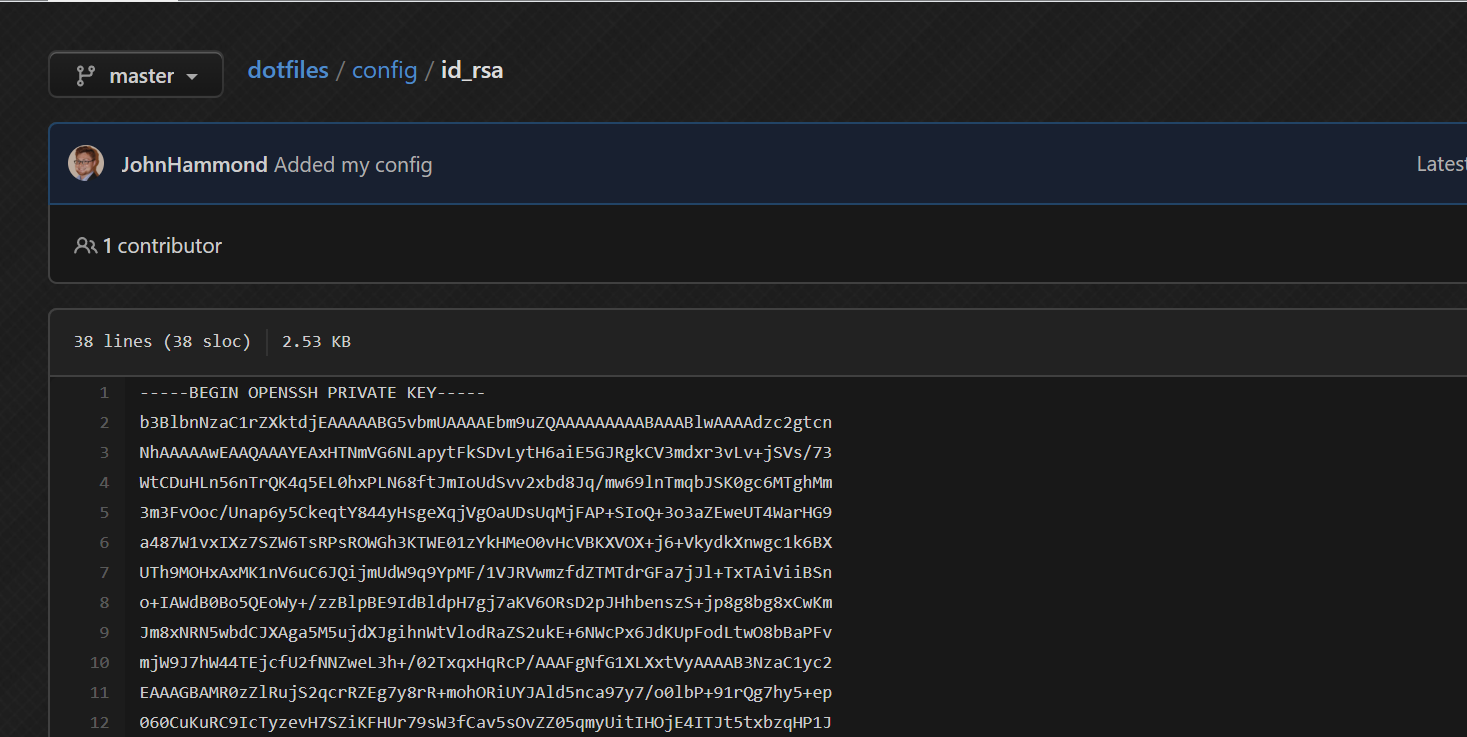 master
dotfiles / config / id_rsa
JohnHammond Added my config
Latest
1 contributor
38 lines (38 sloc) 2.53 KB
1 -----BEGIN OPENSSH PRIVATE KEY-----
2 b3BlbnNzaC1rZXktdjEAAAAABG5vbmUAAAAEbm9uZQAAAAAAAAABAAABlwAAAAdzc2gtcn
3 NhAAAAAwEAAQAAAYEAxHTNmVG6NLapytFkSDvLytH6aiE5GJRgkCV3mdxr3vLv+jSVs/73
4 WtCDuHLn56nTrQK4q5EL0hxPLN68ftJmIoUdSvv2xbd8Jq/mw69lnTmqbJSK0gc6MTghMm
5 3m3FvOoc/Unap6y5CkeqtY844yHsgeXqjVgOaUDsUqMjFAP+SIoQ+3o3aZEweUT4WarHG9
6 a487W1vxIXz7SZW6TsRPsROWGh3KTWE01zYkHMeO0vHcVBKXVOX+j6+VkydkXnwgc1k6BX
7 UTh9MOHxAxMK1nV6uC6JQijmUdW9q9YpMF/1VJRVwmzfdZTMTdrGFa7jJl+TxTAiViiBSn
8 o+IAWdB0Bo5QEoWy+/zzBlpBE9IdBldpH7gj7aKV6ORsD2pJHhbenszS+jp8g8bg8xCwKm
9 Jm8xNRN5wbdCJXAga5M5ujdXJgihnWtVlodRaZS2ukE+6NWcPx6JdKUpFodLtwO8bBaPFv
10 mjW9J7hW44TEjcfU2fNNZweL3h+/02TxqxHqRcP/AAAFgNfG1XLXxtVyAAAAB3NzaC1yc2
11 EAAAGBAMR0zZlRujS2qcrRZEg7y8rR+mohORiUYJAld5nca97y7/o0lbP+91rQg7hy5+ep
12 060CuKuRC9IcTyzevH7SZiKFHUr79sW3fCav5sOvZZ05qmyUitIHOjE4ITJt5txbzqHP1J